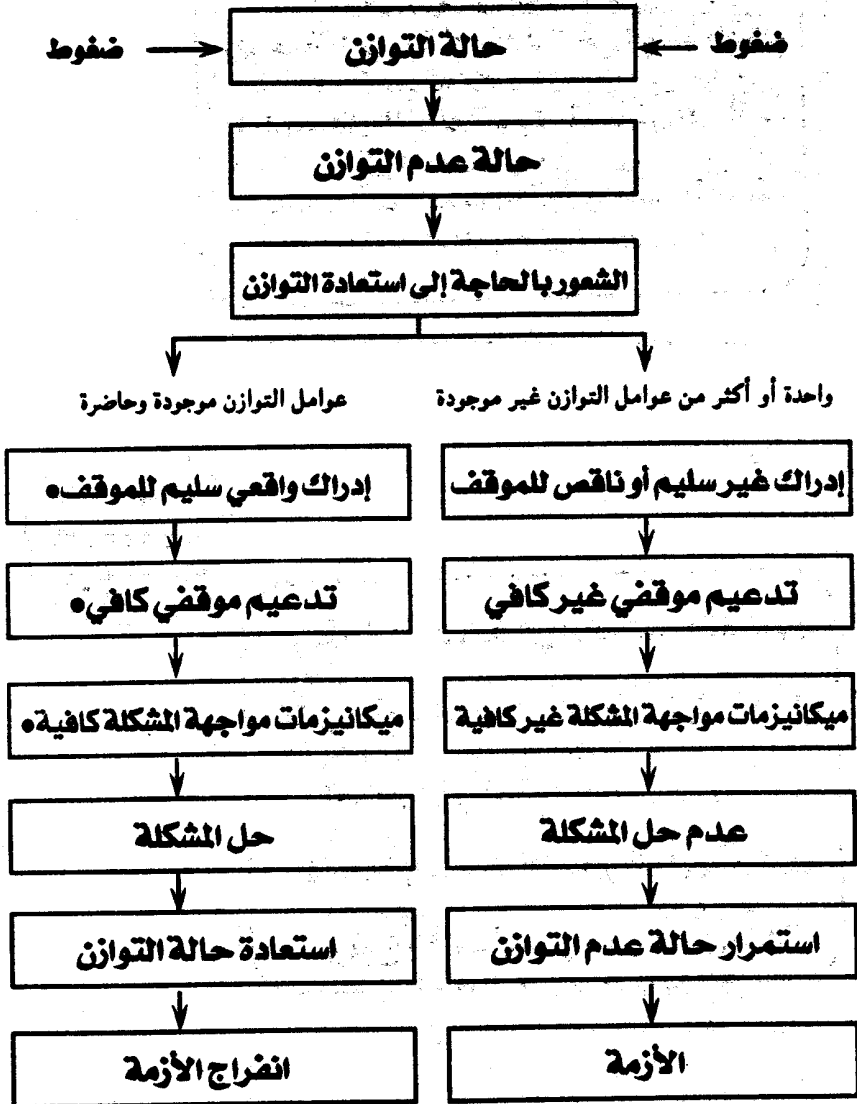 ضغوط
حالة التوازن
ضغوط
حالة عدم التوازن
الشعور بالحاجة إلى استعادة التوازن
واحدة أو أكثر من عوامل التوازن غير موجودة
إدراك غير سليم أو ناقص للموقف
تدعيم موقفي غير كافي
ميكانيزمات مواجهة المشكلة غير كافية
عدم حل المشكلة
استمرار حالة عدم التوازن
الأزمة
عوامل التوازن موجودة وحاضرة
إدراك واقعي سليم للموقف•
تدعيم موقفي كافي•
ميكانيزمات مواجهة المشكلة كافية•
حل المشكلة
استعادة حالة التوازن
انفراج الأزمة